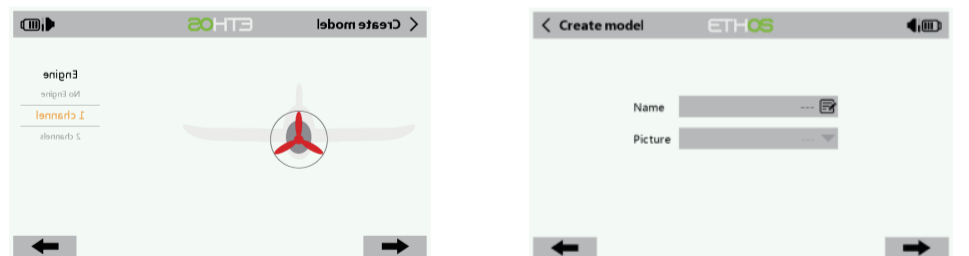 Create model
ETHOS
Engine
No Engine
1 channel
2 channels
Create model
ETHOS
Name
---
Picture
---